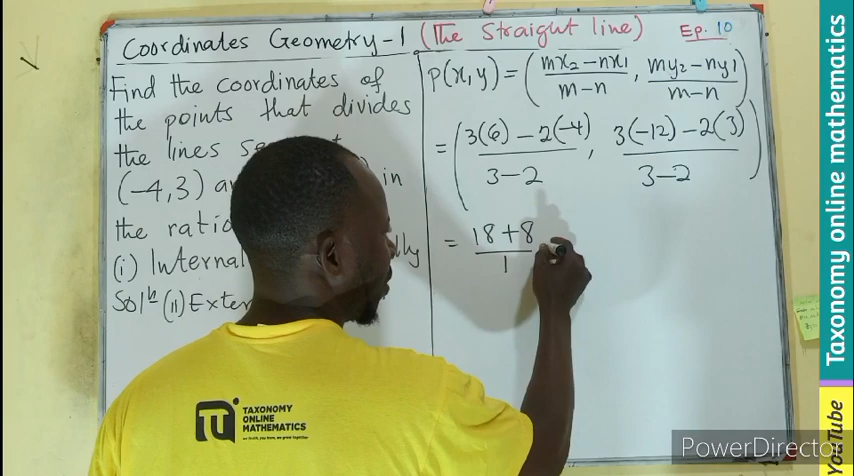 Coordinates Geometry-1 (The Straight line) Ep. 10
Find the coordinates of
the points that divides
the lines se
(-4,3) a ) in
the ratio
(i) Internal lly
Solⁿ (ii) Exter
P(x,y) = ( mx₂ - nx₁ / m-n , my₂ - ny₁ / m-n )
= ( 3(6) - 2(-4) / 3-2 , 3(-12) - 2(3) / 3-2 )
= 18+8 / 1
TAXONOMY
ONLINE
MATHEMATICS
PowerDirector
Taxonomy online mathematics
YouTube